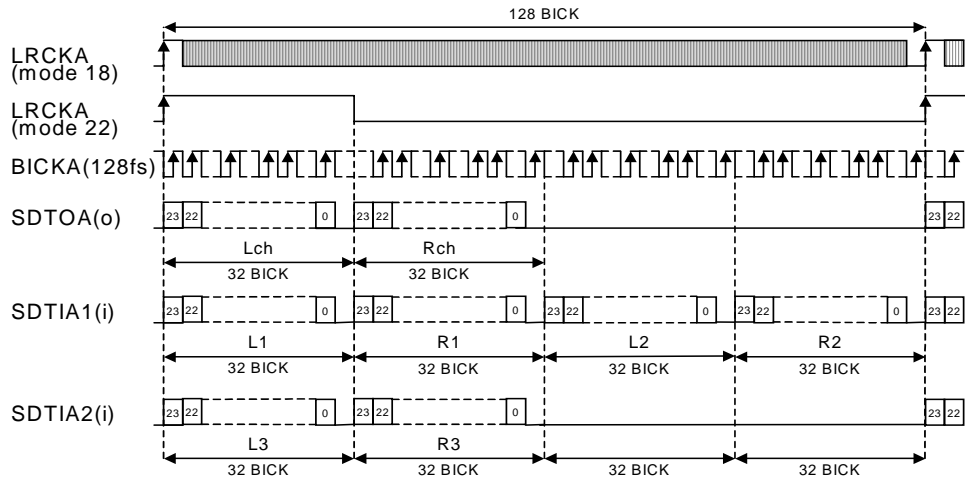 128 BICK
LRCKA
(mode 18)
LRCKA
(mode 22)
BICKA(128fs)
SDTOA(o)
23 22 0 23 22 0 23 22
Lch Rch
32 BICK 32 BICK
SDTIA1(i)
23 22 0 23 22 0 23 22 0 23 22 0 23 22
L1 R1 L2 R2
32 BICK 32 BICK 32 BICK 32 BICK
SDTIA2(i)
23 22 0 23 22 0 23 22
L3 R3
32 BICK 32 BICK 32 BICK 32 BICK